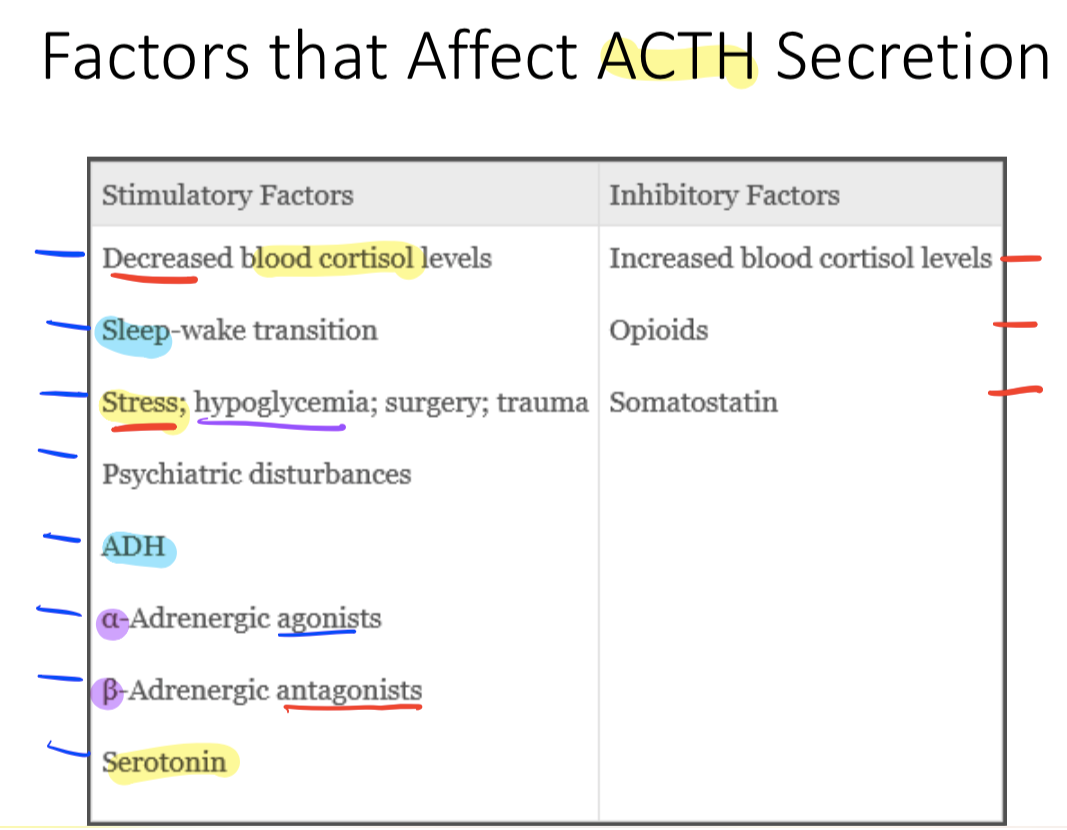 Factors that Affect ACTH Secretion
Stimulatory Factors Inhibitory Factors
Decreased blood cortisol levels Increased blood cortisol levels
Sleep-wake transition Opioids
Stress; hypoglycemia; surgery; trauma Somatostatin
Psychiatric disturbances
ADH
α-Adrenergic agonists
β-Adrenergic antagonists
Serotonin